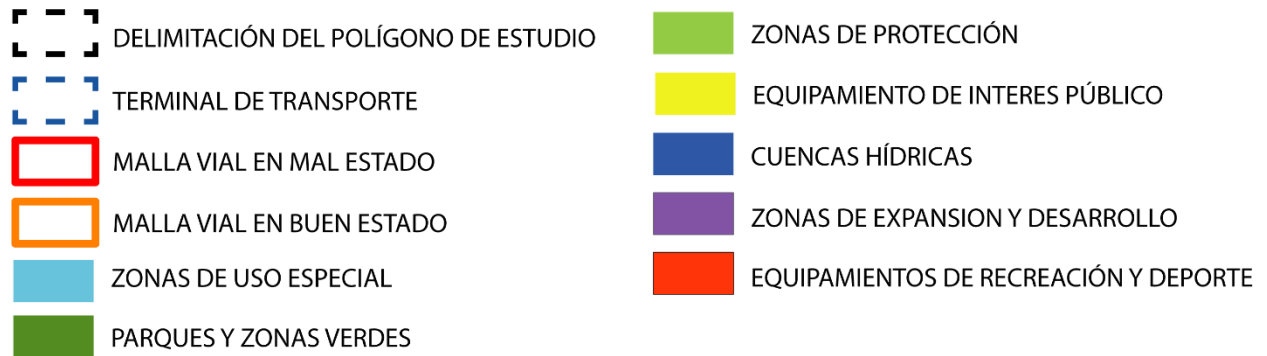 DELIMITACIÓN DEL POLÍGONO DE ESTUDIO
TERMINAL DE TRANSPORTE
MALLA VIAL EN MAL ESTADO
MALLA VIAL EN BUEN ESTADO
ZONAS DE USO ESPECIAL
PARQUES Y ZONAS VERDES
ZONAS DE PROTECCIÓN
EQUIPAMIENTO DE INTERES PÚBLICO
CUENCAS HÍDRICAS
ZONAS DE EXPANSION Y DESARROLLO
EQUIPAMIENTOS DE RECREACIÓN Y DEPORTE